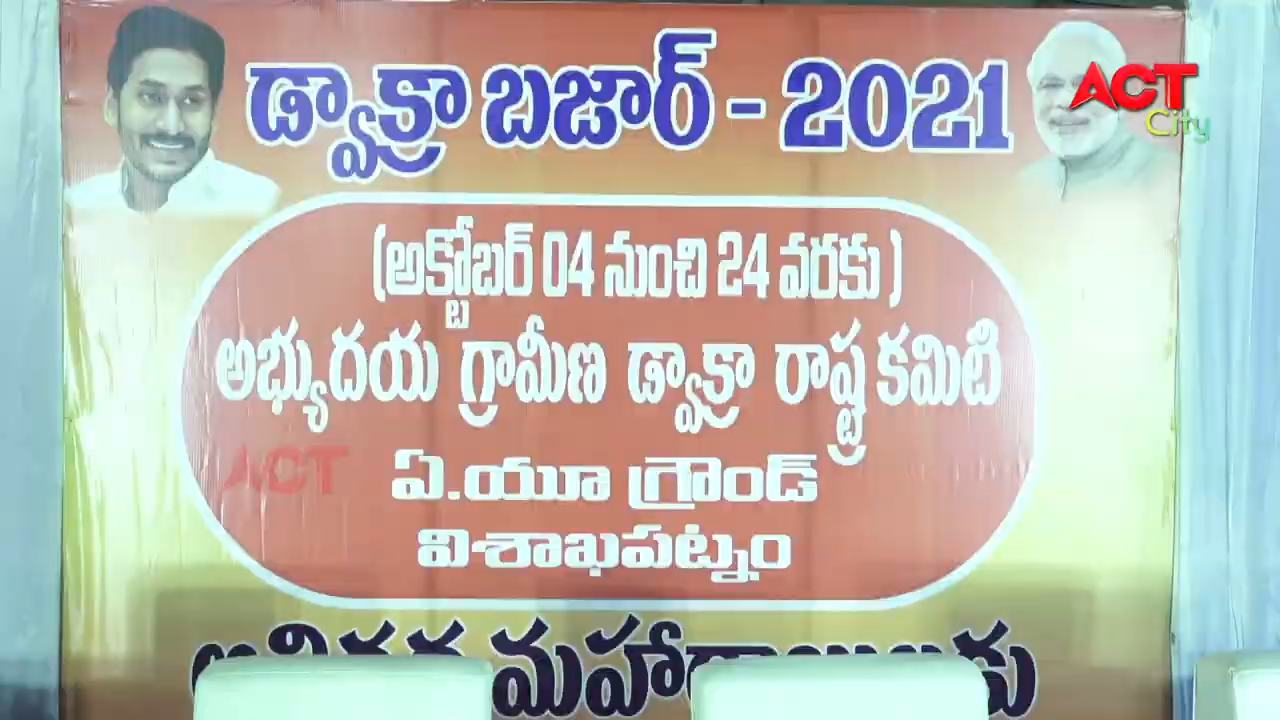 డ్వాక్రా బజార్ - 2021
ACT
City
(అక్టోబర్ 04 నుంచి 24 వరకు)
అభ్యుదయ గ్రామీణ డ్వాక్రా రాష్ట్ర కమిటి
ACT
ఏ.యూ గ్రౌండ్
విశాఖపట్నం